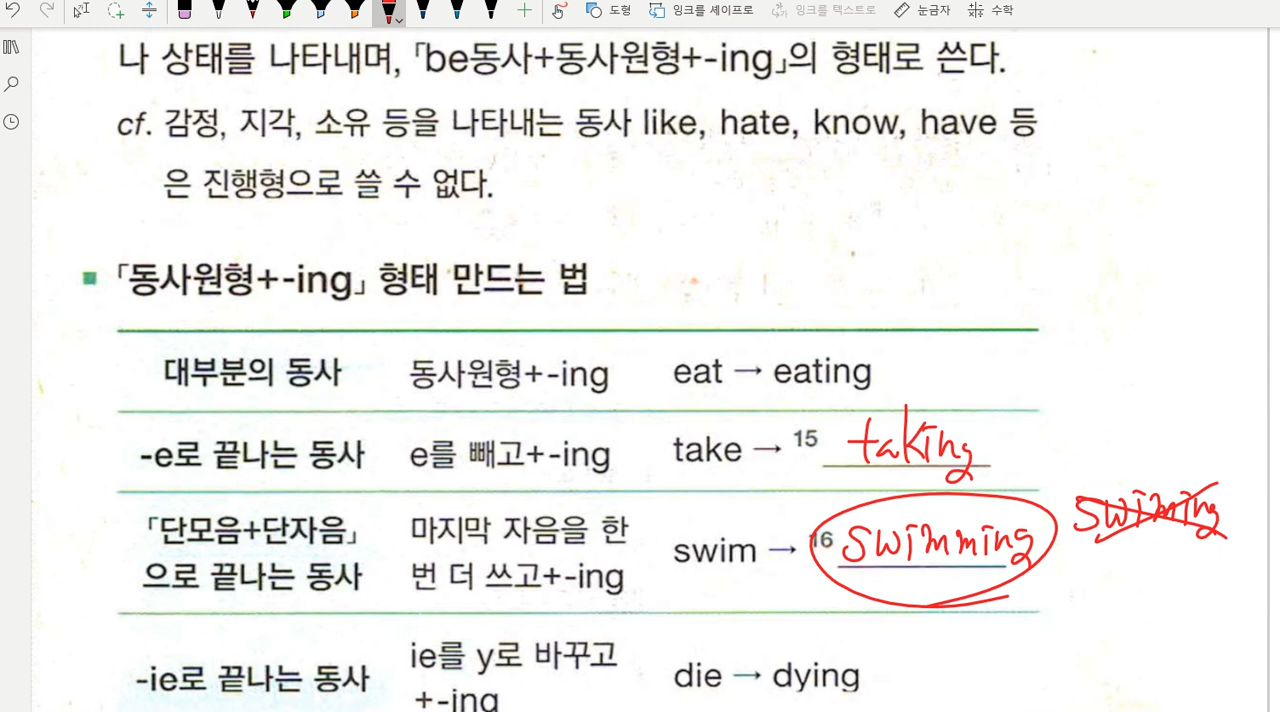 도형 잉크를 셰이프로 잉크를 텍스트로 눈금자 수학
나 상태를 나타내며, 「be동사+동사원형+-ing」의 형태로 쓴다.
cf. 감정, 지각, 소유 등을 나타내는 동사 like, hate, know, have 등
은 진행형으로 쓸 수 없다.
「동사원형+-ing」 형태 만드는 법
대부분의 동사 동사원형+-ing eat → eating
-e로 끝나는 동사 e를 빼고+-ing take → 15 taking
「단모음+단자음」
으로 끝나는 동사
마지막 자음을 한
번 더 쓰고+-ing
swim → 16 swimming
swiming
-ie로 끝나는 동사
ie를 y로 바꾸고
+-ing
die → dying